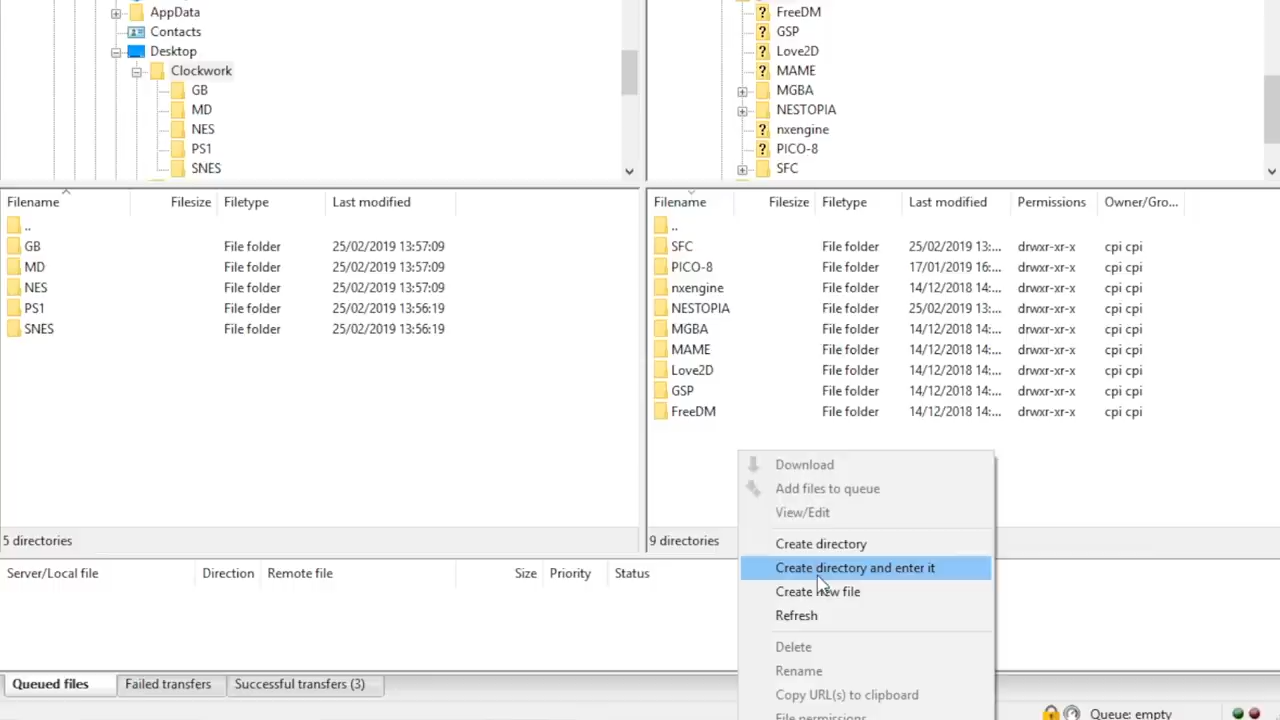 AppData
Contacts
Desktop
Clockwork
GB
MD
NES
PS1
SNES
FreeDM
GSP
Love2D
MAME
MGBA
NESTOPIA
nxengine
PICO-8
SFC
Filename Filesize Filetype Last modified
..
GB File folder 25/02/2019 13:57:09
MD File folder 25/02/2019 13:57:09
NES File folder 25/02/2019 13:57:09
PS1 File folder 25/02/2019 13:56:19
SNES File folder 25/02/2019 13:56:19
5 directories
Filename Filesize Filetype Last modified Permissions Owner/Gro...
..
SFC File folder 25/02/2019 13:... drwxr-xr-x cpi cpi
PICO-8 File folder 17/01/2019 16:... drwxr-xr-x cpi cpi
nxengine File folder 14/12/2018 14:... drwxr-xr-x cpi cpi
NESTOPIA File folder 25/02/2019 13:... drwxr-xr-x cpi cpi
MGBA File folder 14/12/2018 14:... drwxr-xr-x cpi cpi
MAME File folder 14/12/2018 14:... drwxr-xr-x cpi cpi
Love2D File folder 14/12/2018 14:... drwxr-xr-x cpi cpi
GSP File folder 14/12/2018 14:... drwxr-xr-x cpi cpi
FreeDM File folder 14/12/2018 14:... drwxr-xr-x cpi cpi
9 directories
Download
Add files to queue
View/Edit
Create directory
Create directory and enter it
Create new file
Refresh
Delete
Rename
Copy URL(s) to clipboard
File permissions
Server/Local file Direction Remote file Size Priority Status
Queued files Failed transfers Successful transfers (3)
Queue: empty